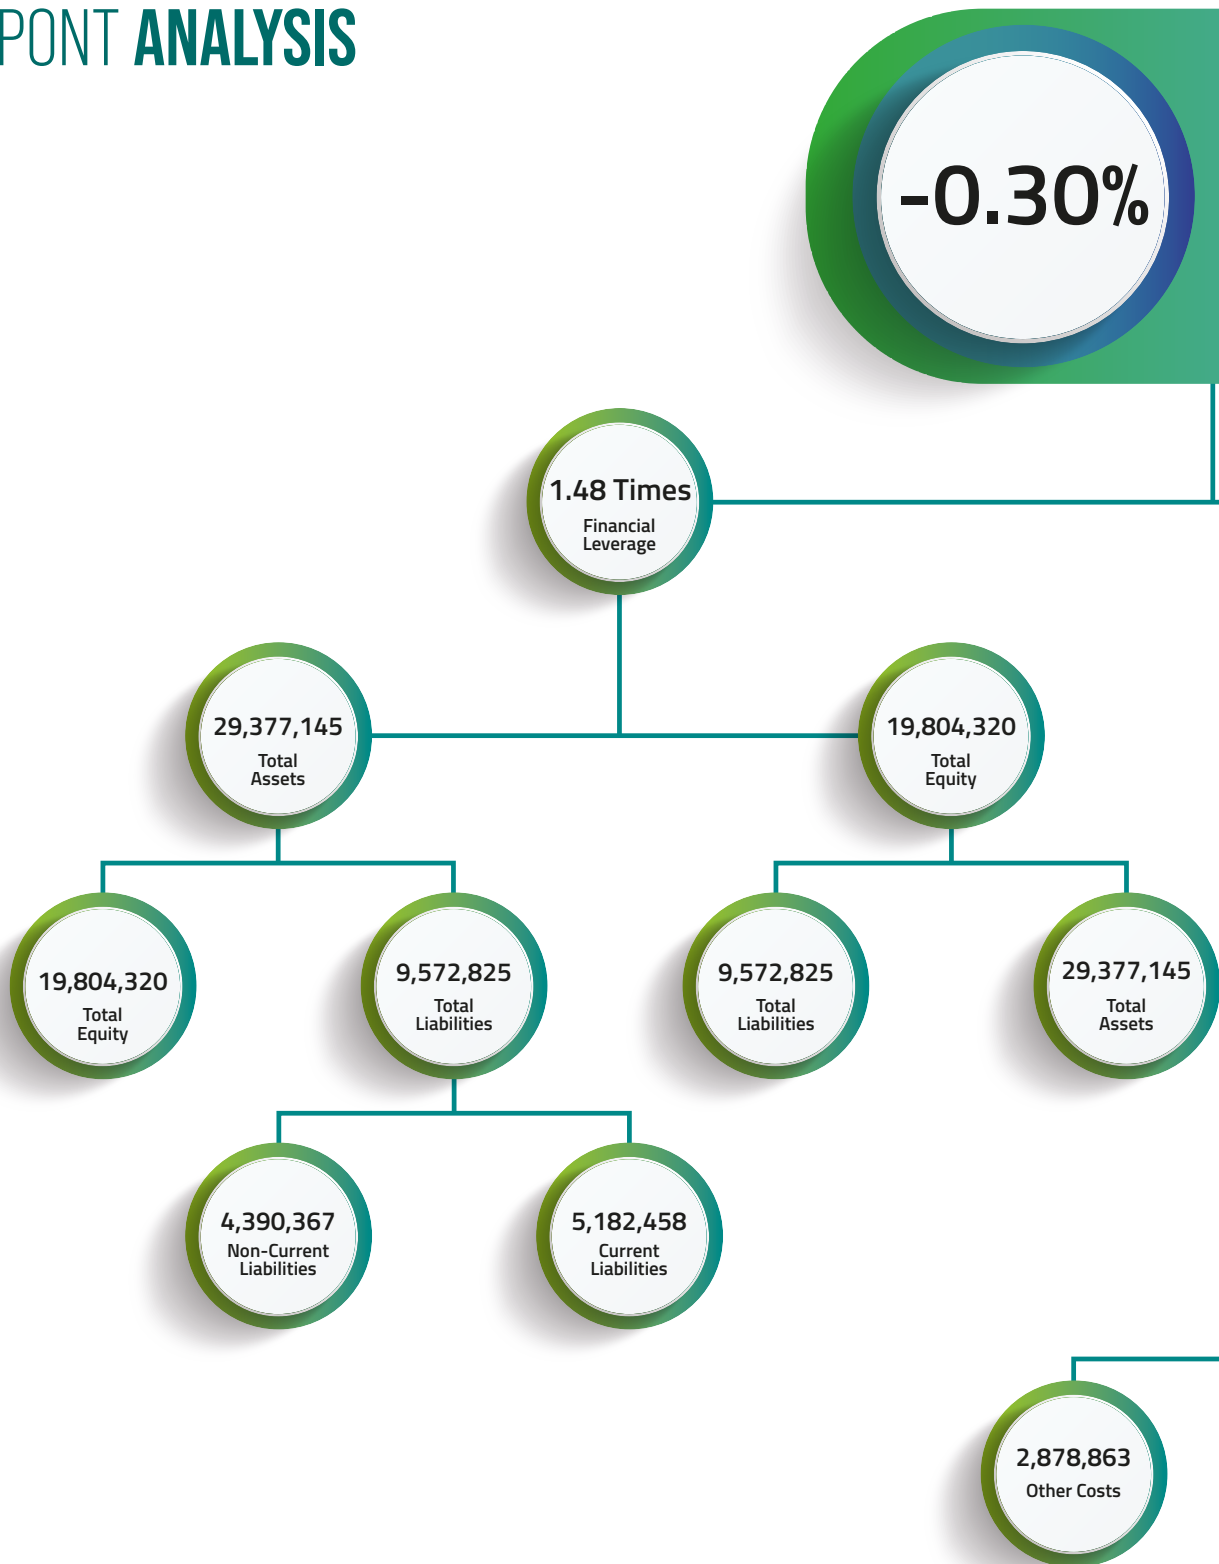 PONT ANALYSIS
-0.30%
1.48 Times
Financial
Leverage
29,377,145
Total
Assets
19,804,320
Total
Equity
19,804,320
Total
Equity
9,572,825
Total
Liabilities
9,572,825
Total
Liabilities
29,377,145
Total
Assets
4,390,367
Non-Current
Liabilities
5,182,458
Current
Liabilities
2,878,863
Other Costs